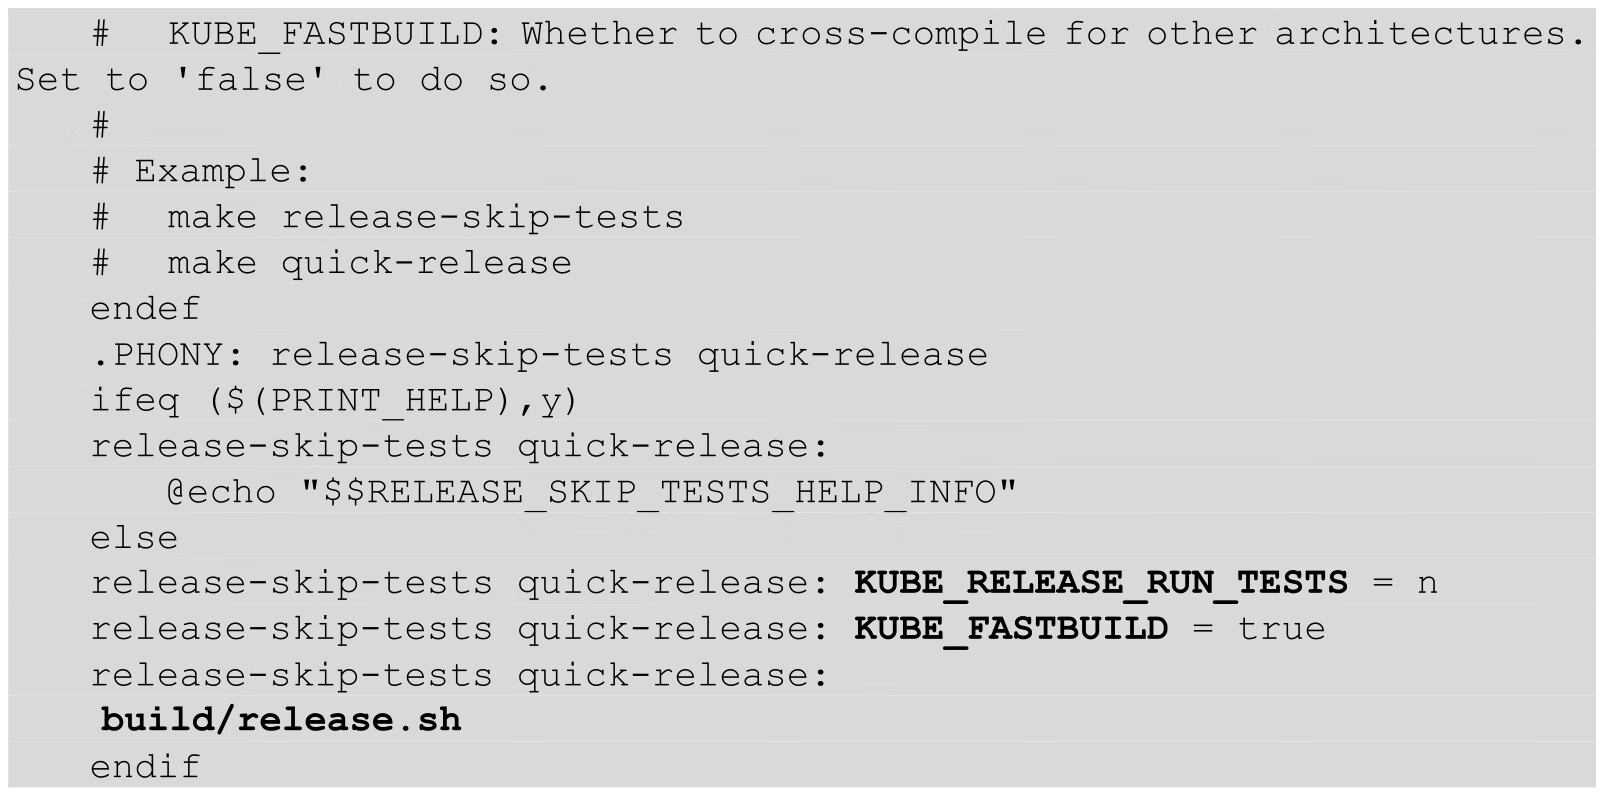 #   KUBE_FASTBUILD: Whether to cross-compile for other architectures.
Set to 'false' to do so.
#
# Example:
#   make release-skip-tests
#   make quick-release
endef
.PHONY: release-skip-tests quick-release
ifeq ($(PRINT_HELP),y)
release-skip-tests quick-release:
@echo "$$RELEASE_SKIP_TESTS_HELP_INFO"
else
release-skip-tests quick-release: KUBE_RELEASE_RUN_TESTS = n
release-skip-tests quick-release: KUBE_FASTBUILD = true
release-skip-tests quick-release:
build/release.sh
endif